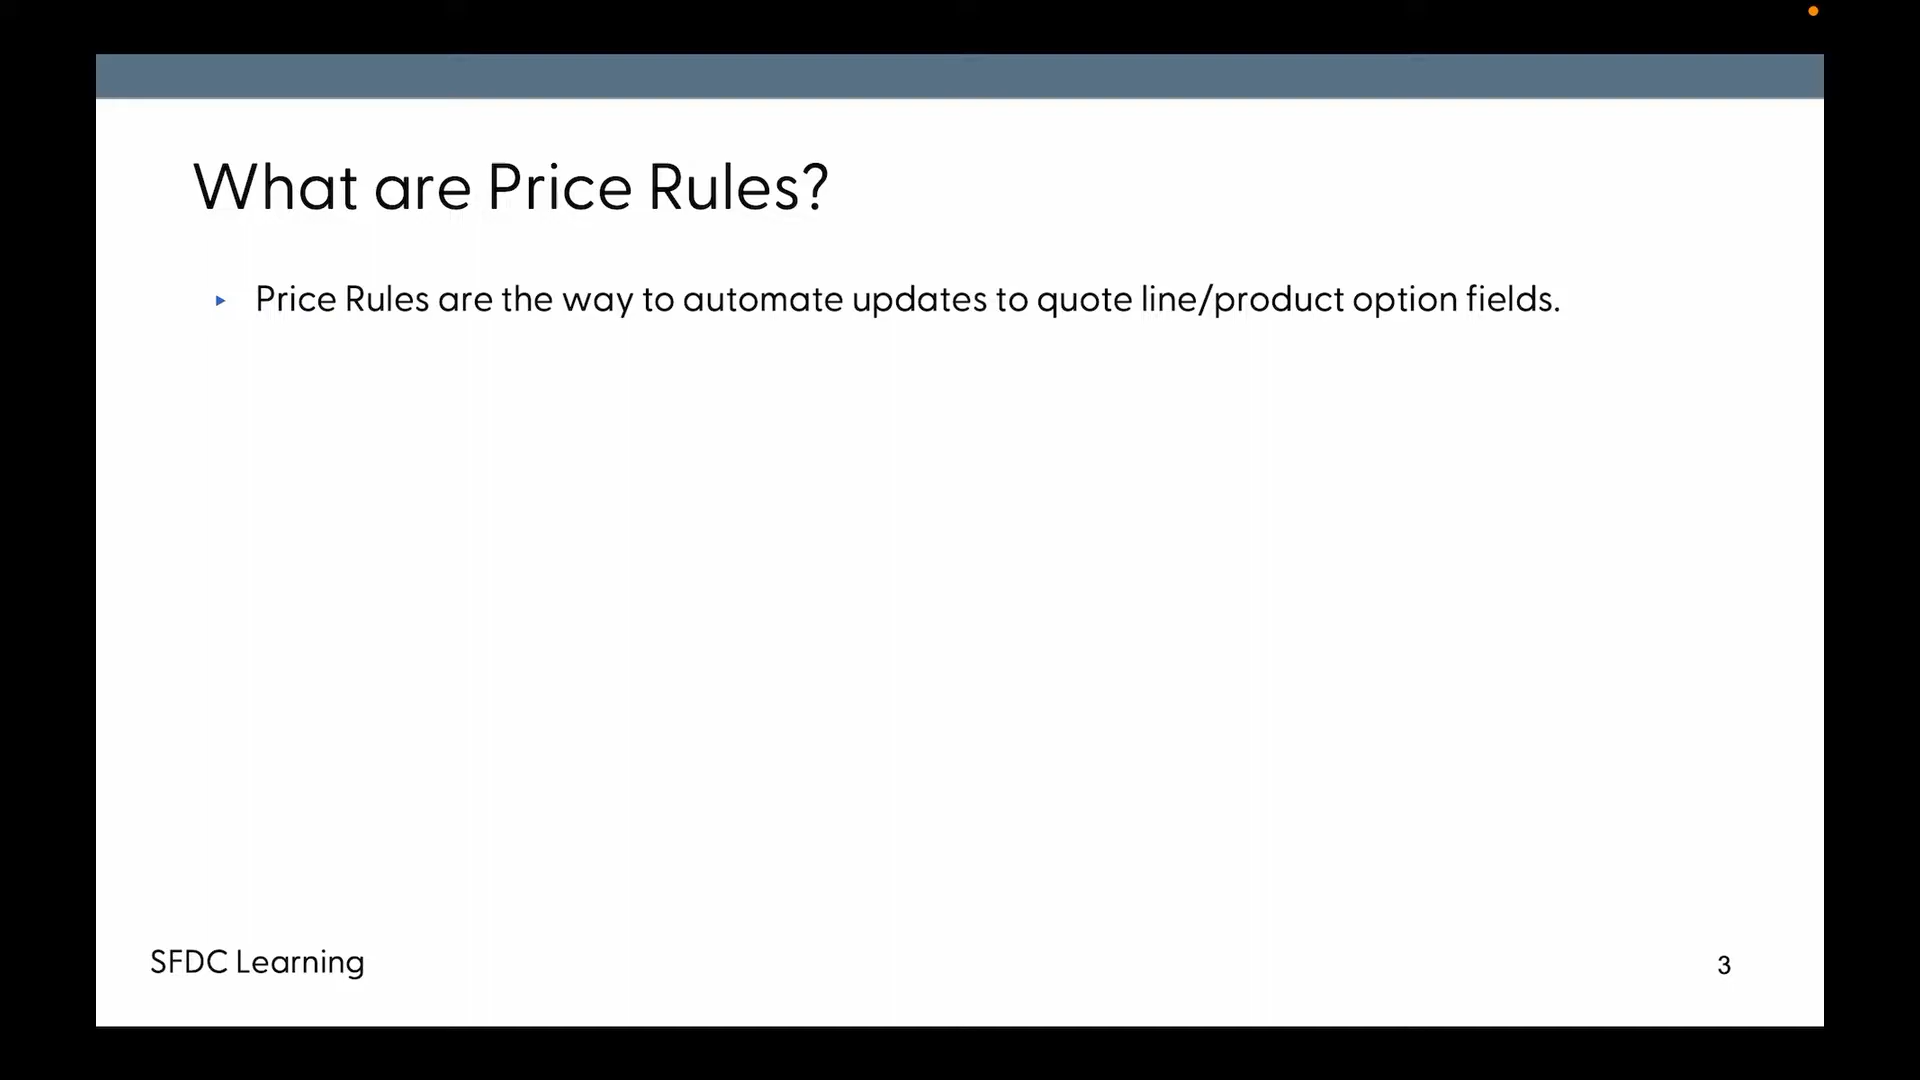 What are Price Rules?
Price Rules are the way to automate updates to quote line/product option fields.
SFDC Learning
3